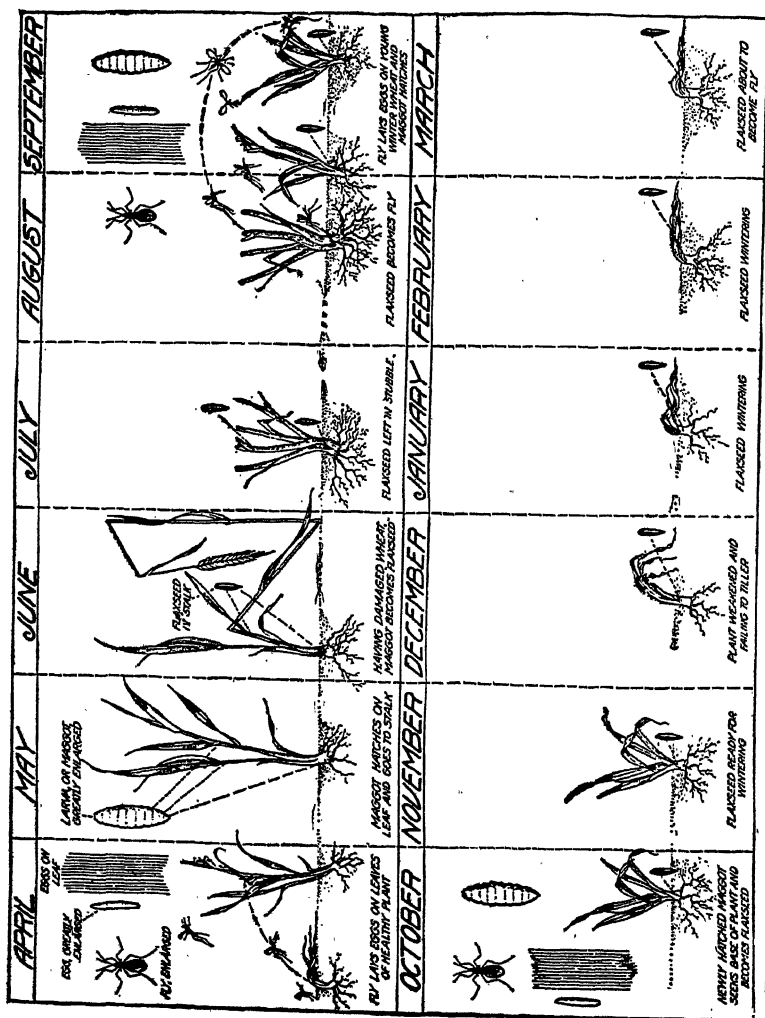 APRIL
MAY
JUNE
JULY
AUGUST
SEPTEMBER
EGG, GREATLY
ENLARGED
EGGS ON
LEAF
FLY, ENLARGED
FLY LAYS EGGS ON LEAVES
OF HEALTHY PLANT
LARVA, OR MAGGOT,
GREATLY ENLARGED
MAGGOT HATCHES ON
LEAF AND GOES TO STALK
FLAXSEED
IN STALK
HAVING DAMAGED WHEAT,
MAGGOT BECOMES FLAXSEED
FLAXSEED LEFT IN STUBBLE.
FLAXSEED BECOMES FLY
FLY LAYS EGGS ON YOUNG
WINTER WHEAT AND
MAGGOT HATCHES
OCTOBER
NOVEMBER
DECEMBER
JANUARY
FEBRUARY
MARCH
NEWLY HATCHED MAGGOT
SEEKS BASE OF PLANT AND
BECOMES FLAXSEED
FLAXSEED READY FOR
WINTERING
PLANT WEAKENED AND
FAILING TO TILLER
FLAXSEED WINTERING
FLAXSEED WINTERING
FLAXSEED ABOUT TO
BECOME FLY